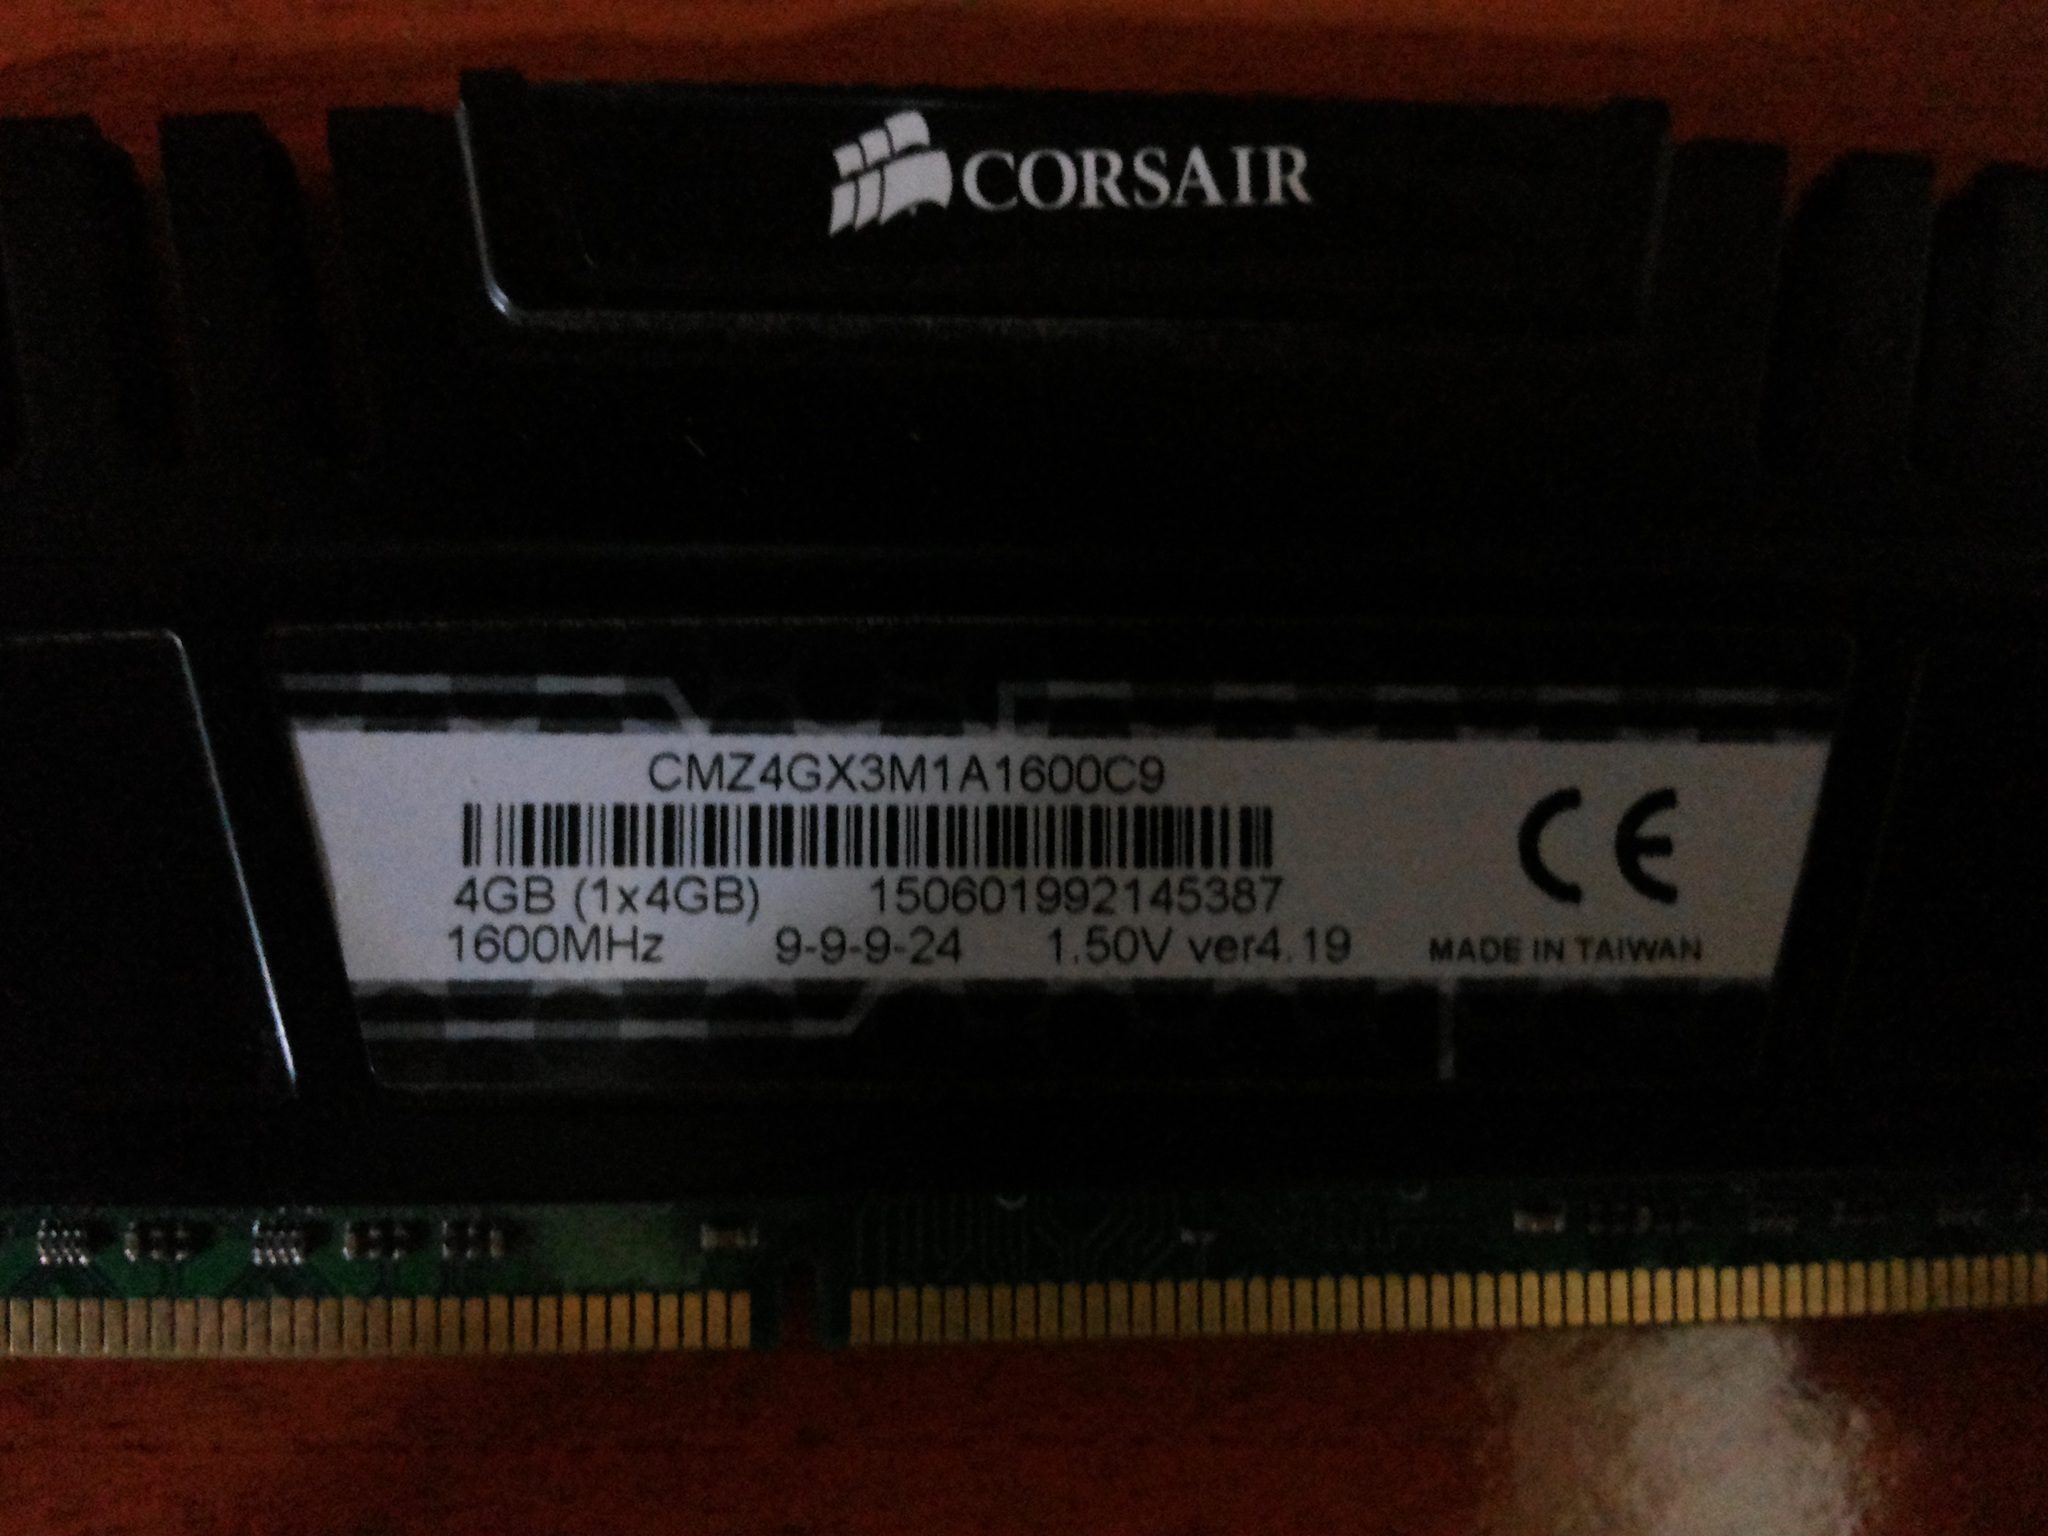 CORSAIR
CMZ4GX3M1A1600C9
4GB (1x4GB) 150601992145387
1600MHz 9-9-9-24 1.50V ver4.19
CE
MADE IN TAIWAN